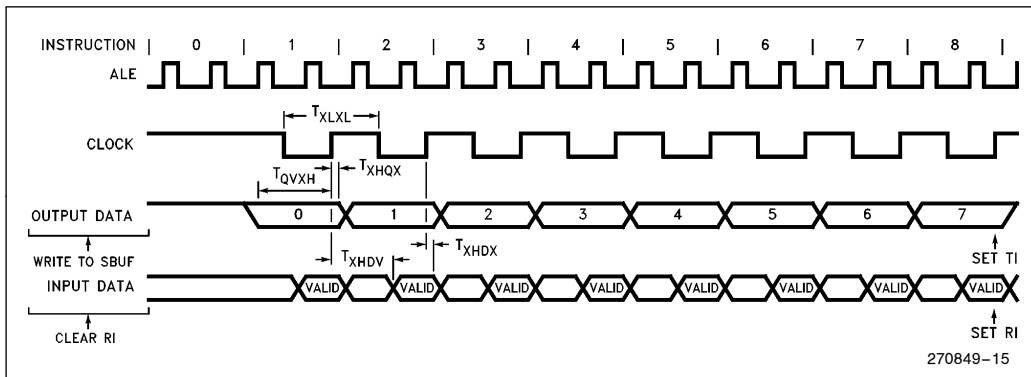 INSTRUCTION | 0 | 1 | 2 | 3 | 4 | 5 | 6 | 7 | 8 |
ALE
TXLXL
CLOCK
TQVXH TXHQX
OUTPUT DATA 0 1 2 3 4 5 6 7
WRITE TO SBUF TXHDV TXHDX SET TI
INPUT DATA VALID VALID VALID VALID VALID VALID VALID VALID
CLEAR RI SET RI
270849–15